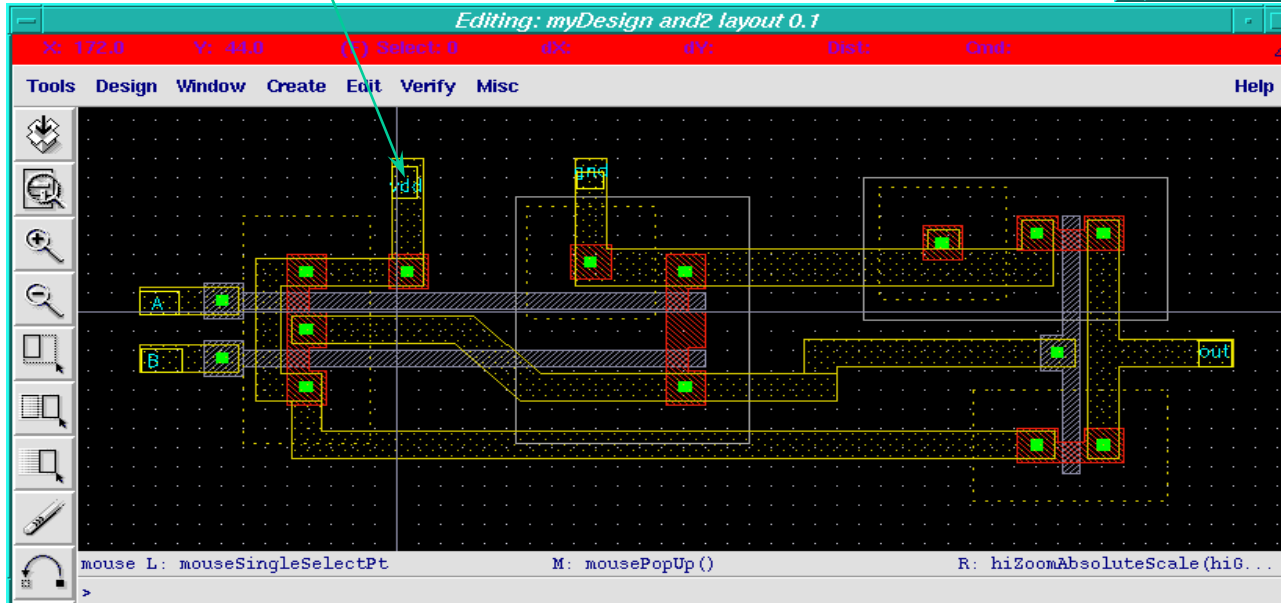 Editing: myDesign and2 layout 0.1
X: 172.0 Y: 44.0 (F) Select: 0 dX: dY: Dist: Cmd:
Tools Design Window Create Edit Verify Misc Help
vdd gnd
A
B out
mouse L: mouseSingleSelectPt M: mousePopUp() R: hiZoomAbsoluteScale(hiG...
>